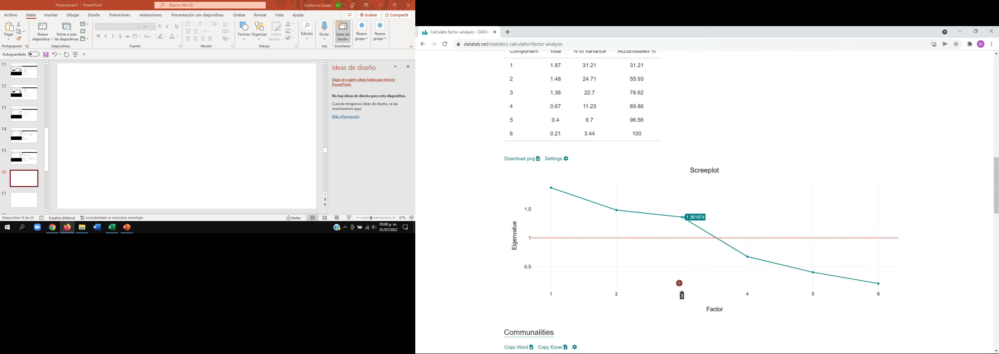 Presentación1 - PowerPoint
Buscar (Alt+Q)
Guillermo Zarate
GZ
Archivo Inicio Insertar Dibujar Diseño Transiciones Animaciones Presentación con diapositivas Grabar Revisar Vista Ayuda
Grabar
Compartir
Pegar
Nueva diapositiva
Volver a usar las diapositivas
24+
N K S S ab AV Aa A
Formas
Organizar
Estilos rápidos
Edición
Dictar
Ideas de diseño
Nuevo grupo
Nuevo grupo
Portapapeles
Diapositivas
Fuente
Párrafo
Dibujo
Voz
Diseñador
Autoguardado
11
12
13
14
15
16
17
Ideas de diseño
Dejar de sugerir ideas hasta que reinicie
PowerPoint.
No hay ideas de diseño para esta diapositiva.
Cuando tengamos ideas de diseño, se las
mostraremos aquí.
Más información
Diapositiva 16 de 23
Español (México)
Accesibilidad: es necesario investigar
Notas
67%
05:00 p. m.
01/07/2022
Calculate factor-analysis - DATAt
datatab.net/statistics-calculator/factor-analysis
M
Component Total % of variance Accumulated %
1 1.87 31.21 31.21
2 1.48 24.71 55.93
3 1.36 22.7 78.62
4 0.67 11.23 89.86
5 0.4 6.7 96.56
6 0.21 3.44 100
Download png Settings
Screeplot
1.5
1
0.5
Eigenvalue
1.361874
1 2 3 4 5 6
Factor
Communalities
Copy Word Copy Excel